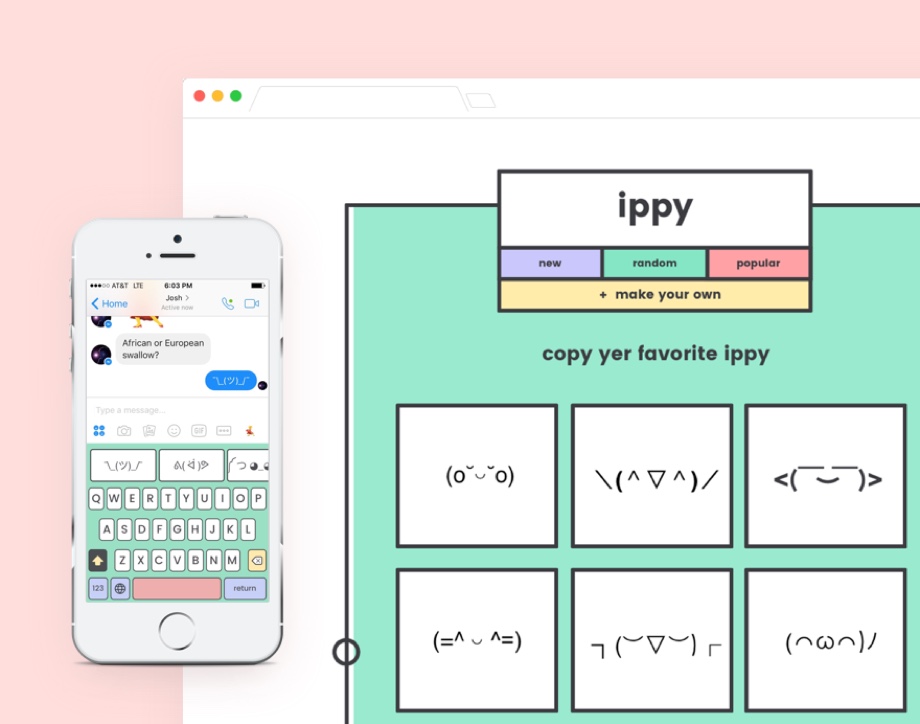 ippy
new
random
popular
+ make your own
copy yer favorite ippy
(o˘◡˘o)
＼(^▽^)／
<(￣︶￣)>
(=^ ◡ ^=)
┐(︶▽︶)┌
(◠ω◠)ﾉ
AT&T LTE
6:03 PM
Home
Josh >
Active now
African or European
swallow?
¯\_(ツ)_/¯
Type a message...
GIF
¯\_(ツ)_/¯
Q W E R T Y U I O P
A S D F G H J K L
Z X C V B N M
123
return